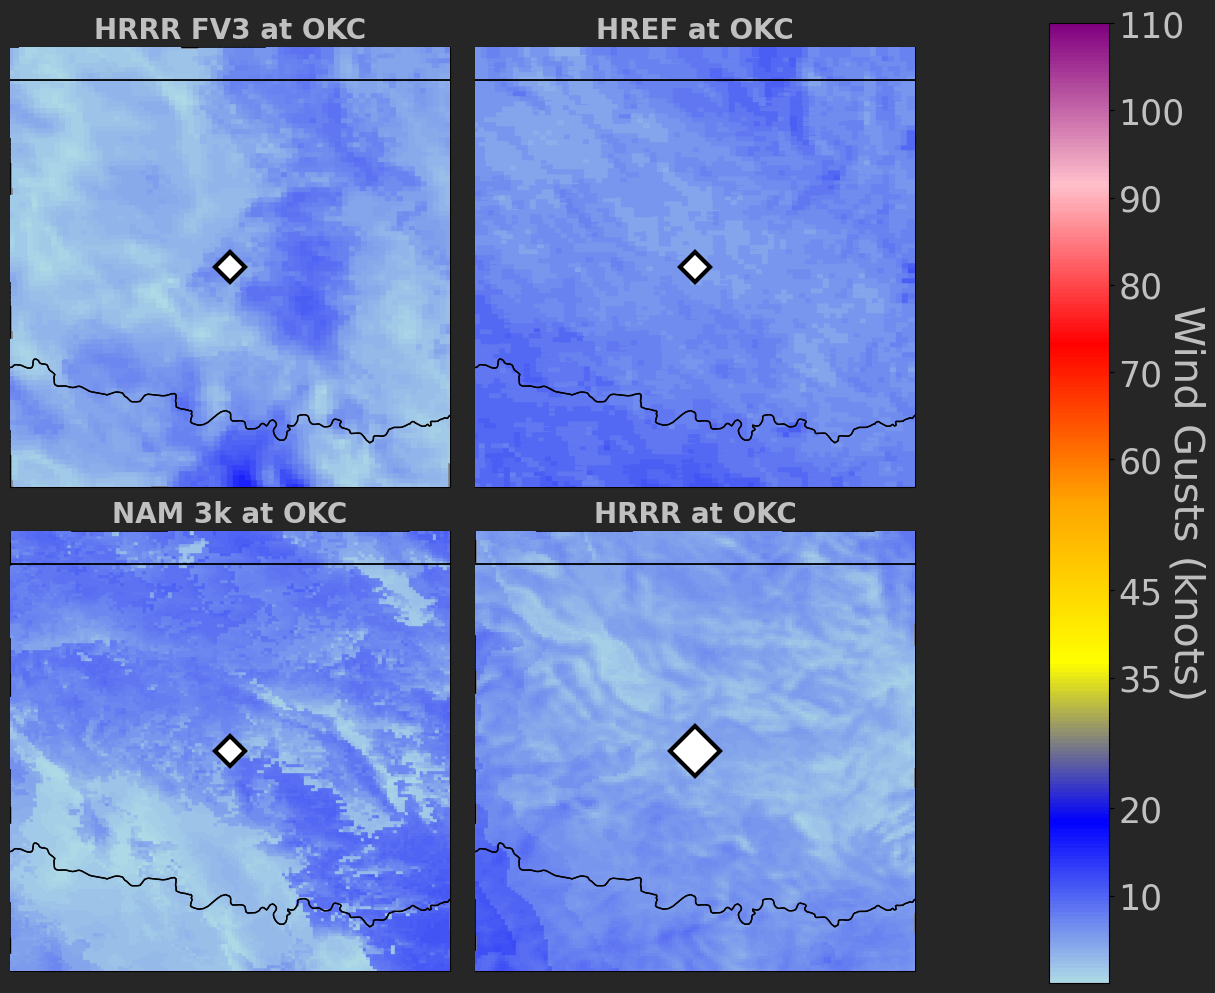 HRRR FV3 at OKC
HREF at OKC
NAM 3k at OKC
HRRR at OKC
110
100
90
80
70
60
45
35
20
10
Wind Gusts (knots)